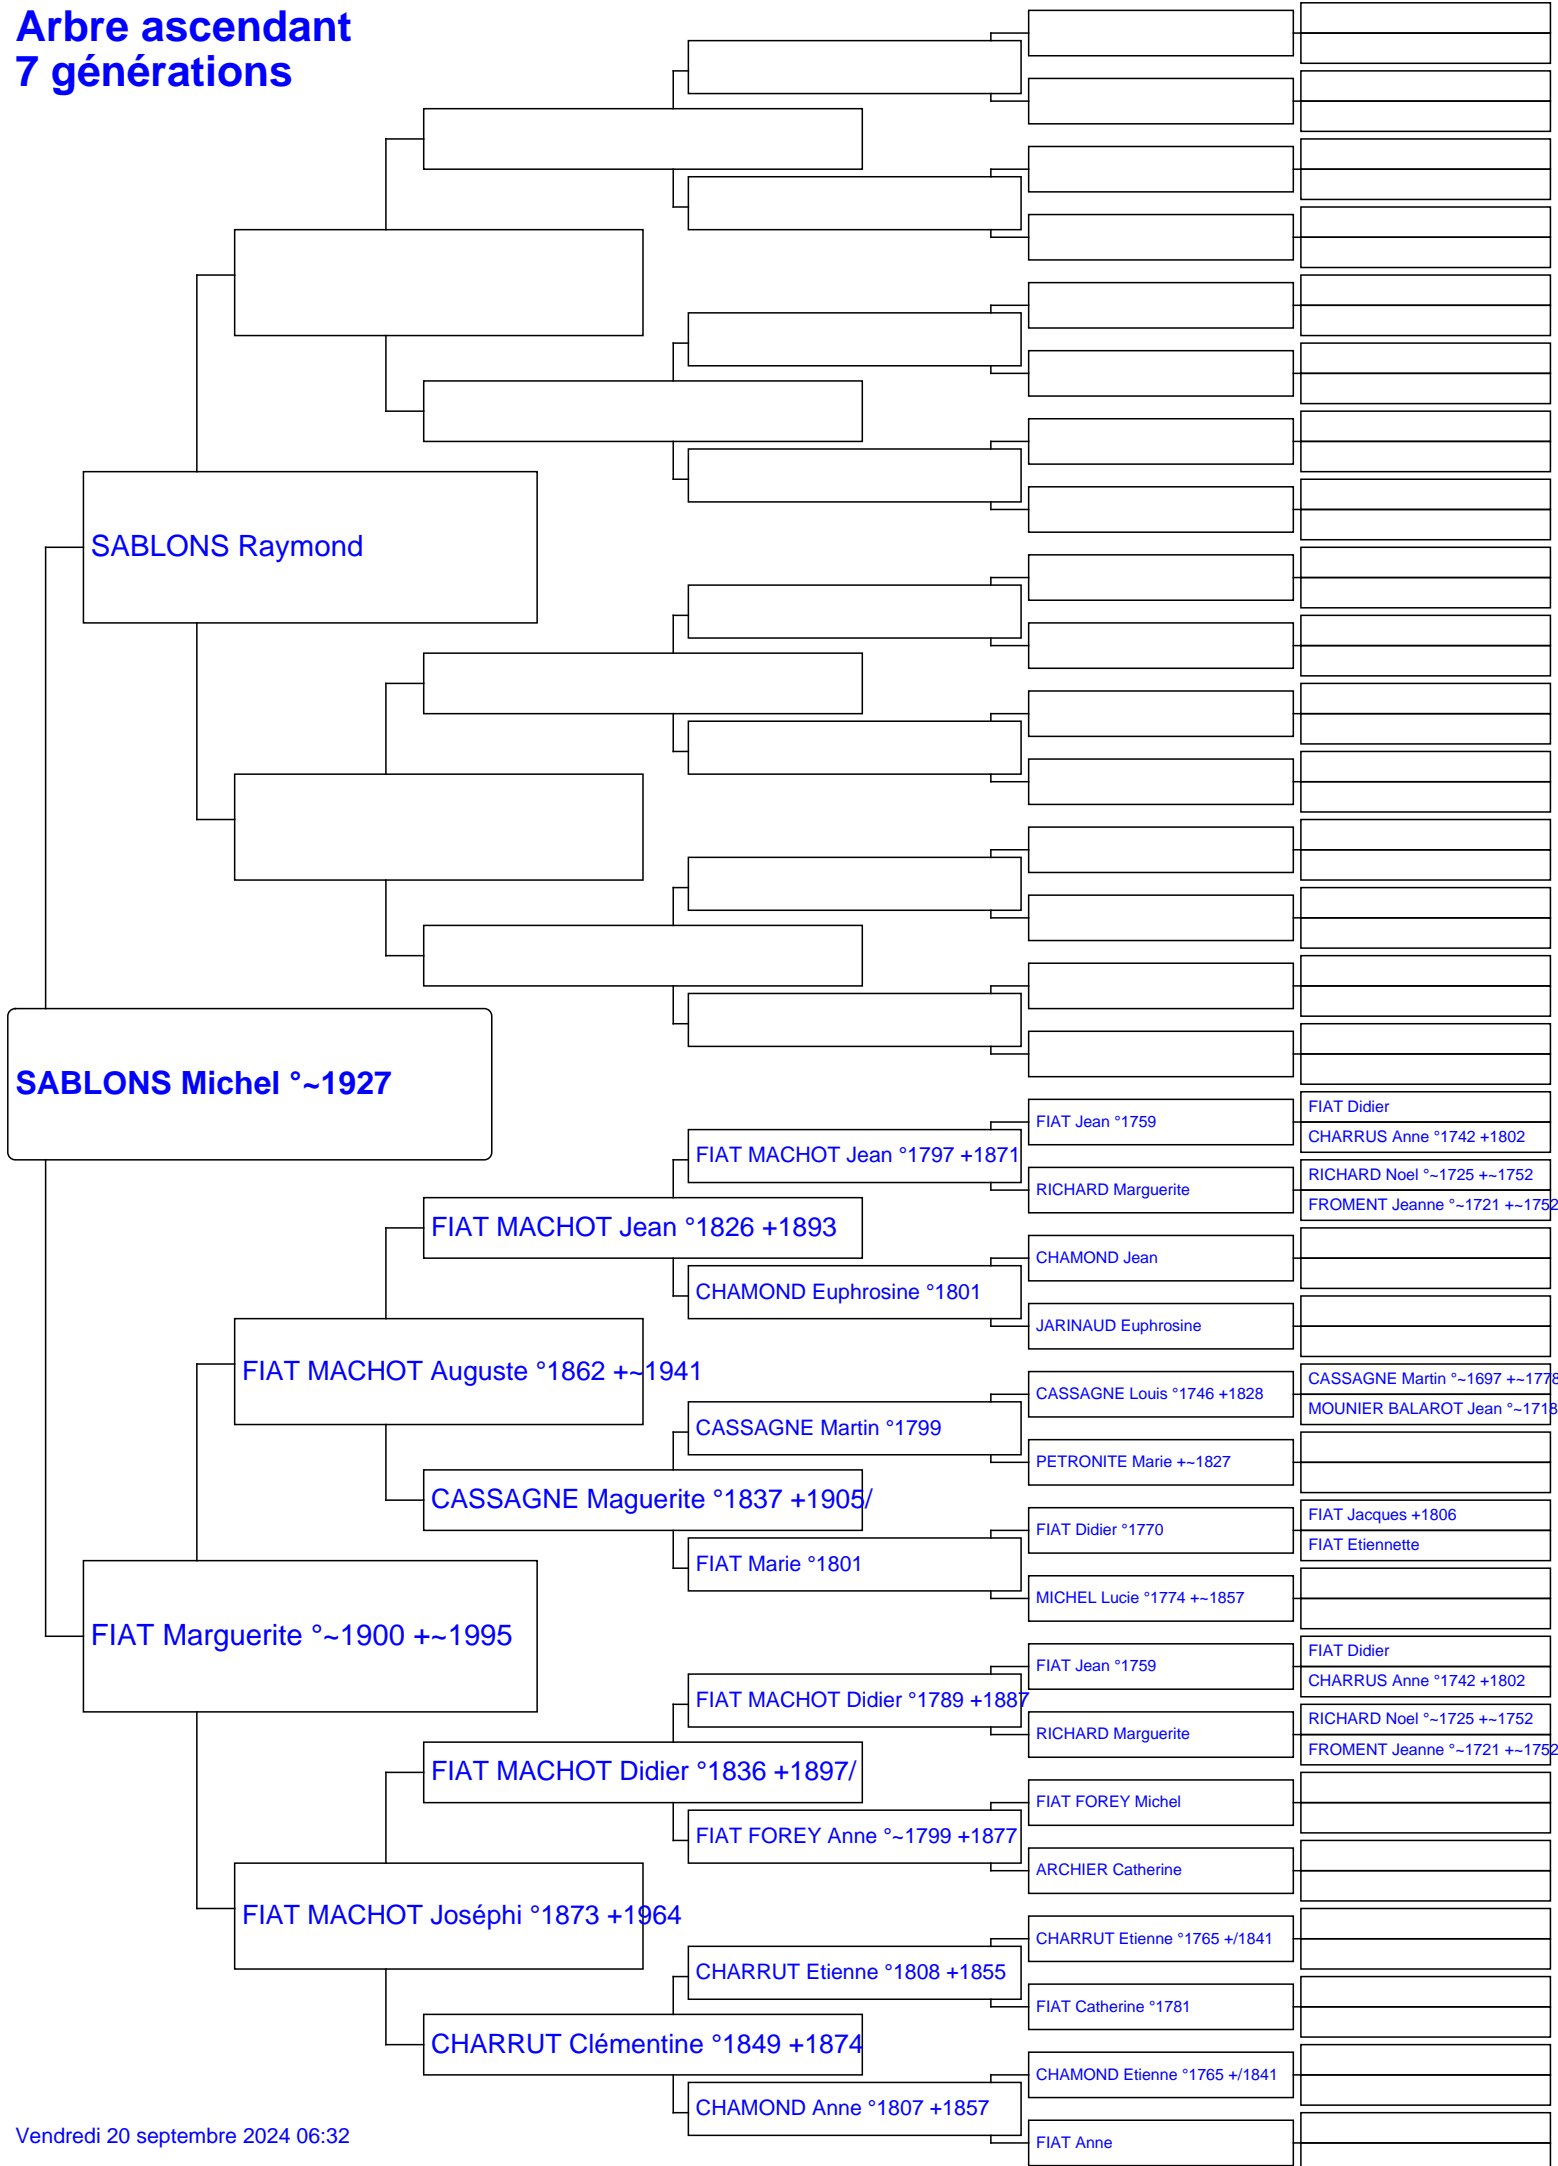 Arbre ascendant
7 générations
SABLONS Raymond
SABLONS Michel °~1927
FIAT Didier
FIAT Jean °1759
CHARRUS Anne °1742 +1802
FIAT MACHOT Jean °1797 +1871
RICHARD Noel °~1725 +~1752
RICHARD Marguerite
FROMENT Jeanne °~1721 +~1752
FIAT MACHOT Jean °1826 +1893
CHAMOND Jean
CHAMOND Euphrosine °1801
JARINAUD Euphrosine
FIAT MACHOT Auguste °1862 +~1941
CASSAGNE Martin °~1697 +~1778
CASSAGNE Louis °1746 +1828
MOUNIER BALAROT Jean °~1718
CASSAGNE Martin °1799
PETRONITE Marie +~1827
CASSAGNE Maguerite °1837 +1905/
FIAT Jacques +1806
FIAT Didier °1770
FIAT Etiennette
FIAT Marie °1801
MICHEL Lucie °1774 +~1857
FIAT Marguerite °~1900 +~1995
FIAT Didier
FIAT Jean °1759
CHARRUS Anne °1742 +1802
FIAT MACHOT Didier °1789 +1887
RICHARD Noel °~1725 +~1752
RICHARD Marguerite
FROMENT Jeanne °~1721 +~1752
FIAT MACHOT Didier °1836 +1897/
FIAT FOREY Michel
FIAT FOREY Anne °~1799 +1877
ARCHIER Catherine
FIAT MACHOT Joséphi °1873 +1964
CHARRUT Etienne °1765 +/1841
CHARRUT Etienne °1808 +1855
FIAT Catherine °1781
CHARRUT Clémentine °1849 +1874
CHAMOND Etienne °1765 +/1841
CHAMOND Anne °1807 +1857
FIAT Anne
Vendredi 20 septembre 2024 06:32